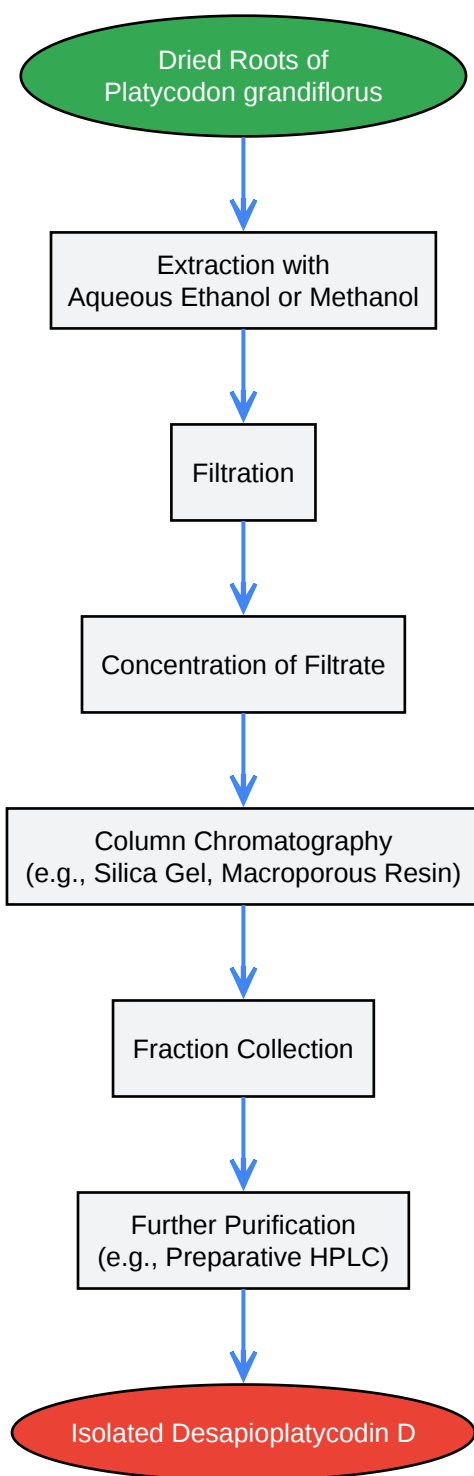 Dried Roots of
Platycodon grandiflorus
Extraction with
Aqueous Ethanol or Methanol
Filtration
Concentration of Filtrate
Column Chromatography
(e.g., Silica Gel, Macroporous Resin)
Fraction Collection
Further Purification
(e.g., Preparative HPLC)
Isolated Desapioplatycodin D